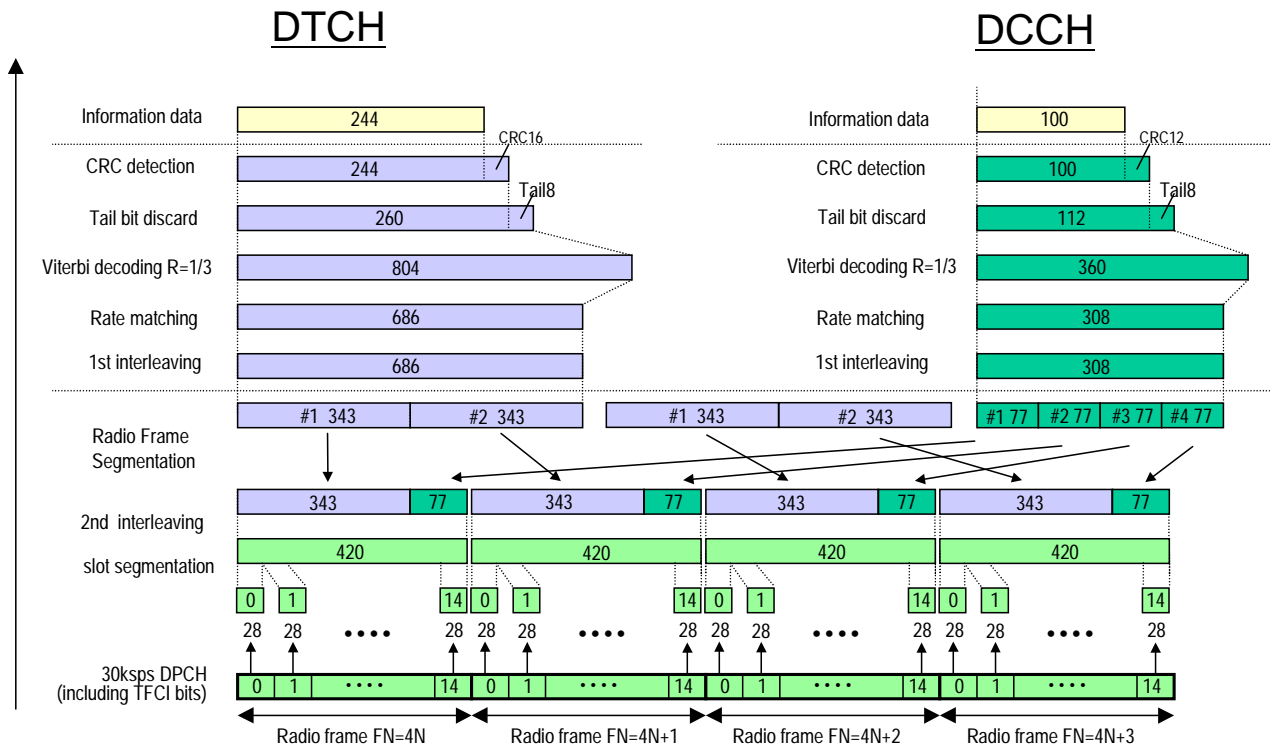 DTCH
DCCH
Information data
244
Information data
100
CRC16
CRC12
CRC detection
244
CRC detection
100
Tail8
Tail8
Tail bit discard
260
Tail bit discard
112
Viterbi decoding R=1/3
804
Viterbi decoding R=1/3
360
Rate matching
686
Rate matching
308
1st interleaving
686
1st interleaving
308
#1 343
#2 343
#1 343
#2 343
#1 77
#2 77
#3 77
#4 77
Radio Frame
Segmentation
343
77
343
77
343
77
343
77
2nd interleaving
420
420
420
420
slot segmentation
0 1 14 0 1 14 0 1 14 0 1 14
28 28 •••• 28 28 28 •••• 28 28 28 •••• 28 28 28 •••• 28
30ksps DPCH
(including TFCI bits)
0 1 •••• 14 0 1 •••• 14 0 1 •••• 14 0 1 •••• 14
Radio frame FN=4N
Radio frame FN=4N+1
Radio frame FN=4N+2
Radio frame FN=4N+3